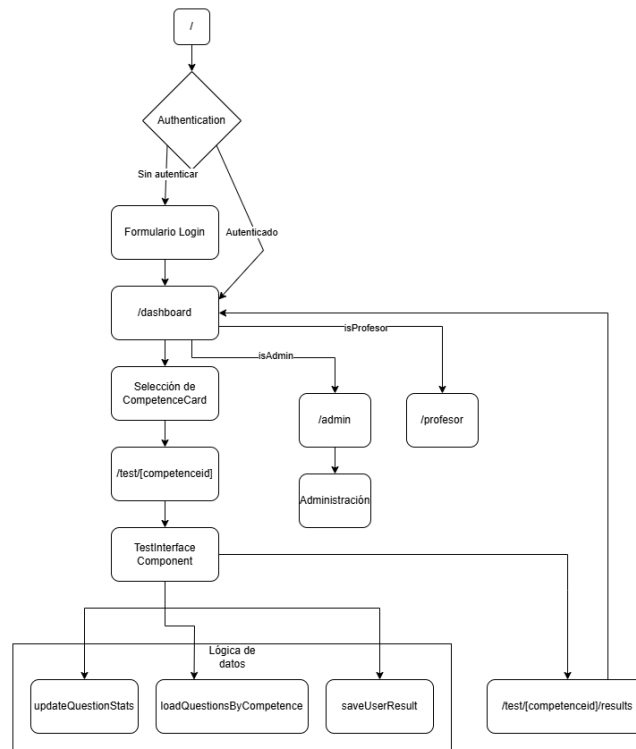 /
Authentication
Sin autenticar
Formulario Login
Autenticado
/dashboard
isProfesor
isAdmin
Selección de
CompetenceCard
/admin
/profesor
/test/[competenceid]
Administración
TestInterface
Component
Lógica de
datos
updateQuestionStats
loadQuestionsByCompetence
saveUserResult
/test/[competenceid]/results